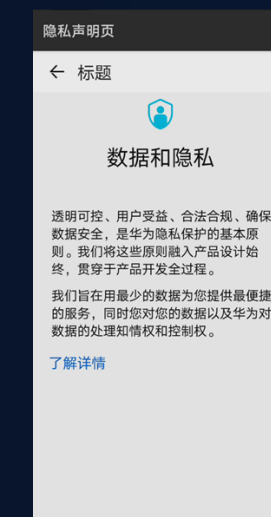 隐私声明页
← 标题
数据和隐私
透明可控、用户受益、合法合规、确保
数据安全，是华为隐私保护的基本原
则。我们将这些原则融入产品设计始
终，贯穿于产品开发全过程。
我们旨在用最少的数据为您提供最便捷
的服务，同时您对您的数据以及华为对
数据的处理知情权和控制权。
了解详情